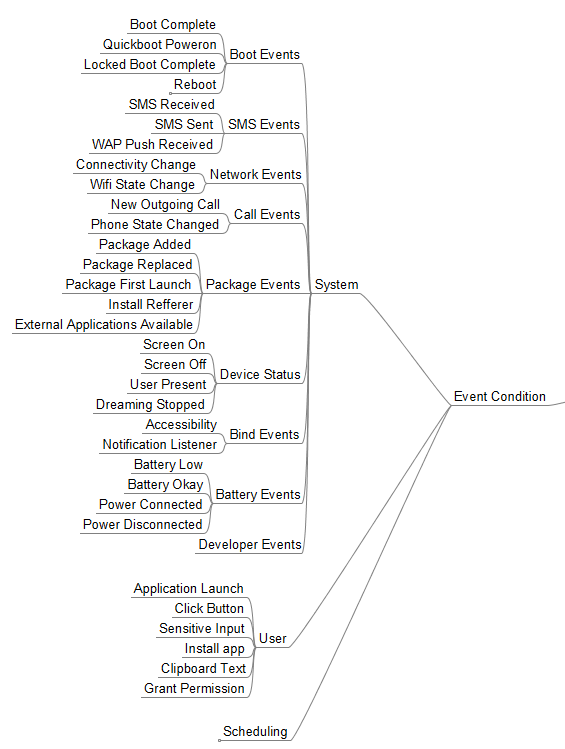 Boot Complete
Quickboot Poweron
Locked Boot Complete
Reboot
Boot Events
SMS Received
SMS Sent
WAP Push Received
SMS Events
Connectivity Change
Wifi State Change
Network Events
New Outgoing Call
Phone State Changed
Call Events
Package Added
Package Replaced
Package First Launch
Install Refferer
External Applications Available
Package Events
Screen On
Screen Off
User Present
Dreaming Stopped
Device Status
Accessibility
Notification Listener
Bind Events
Battery Low
Battery Okay
Power Connected
Power Disconnected
Battery Events
Developer Events
System
Application Launch
Click Button
Sensitive Input
Install app
Clipboard Text
Grant Permission
User
Scheduling
Event Condition